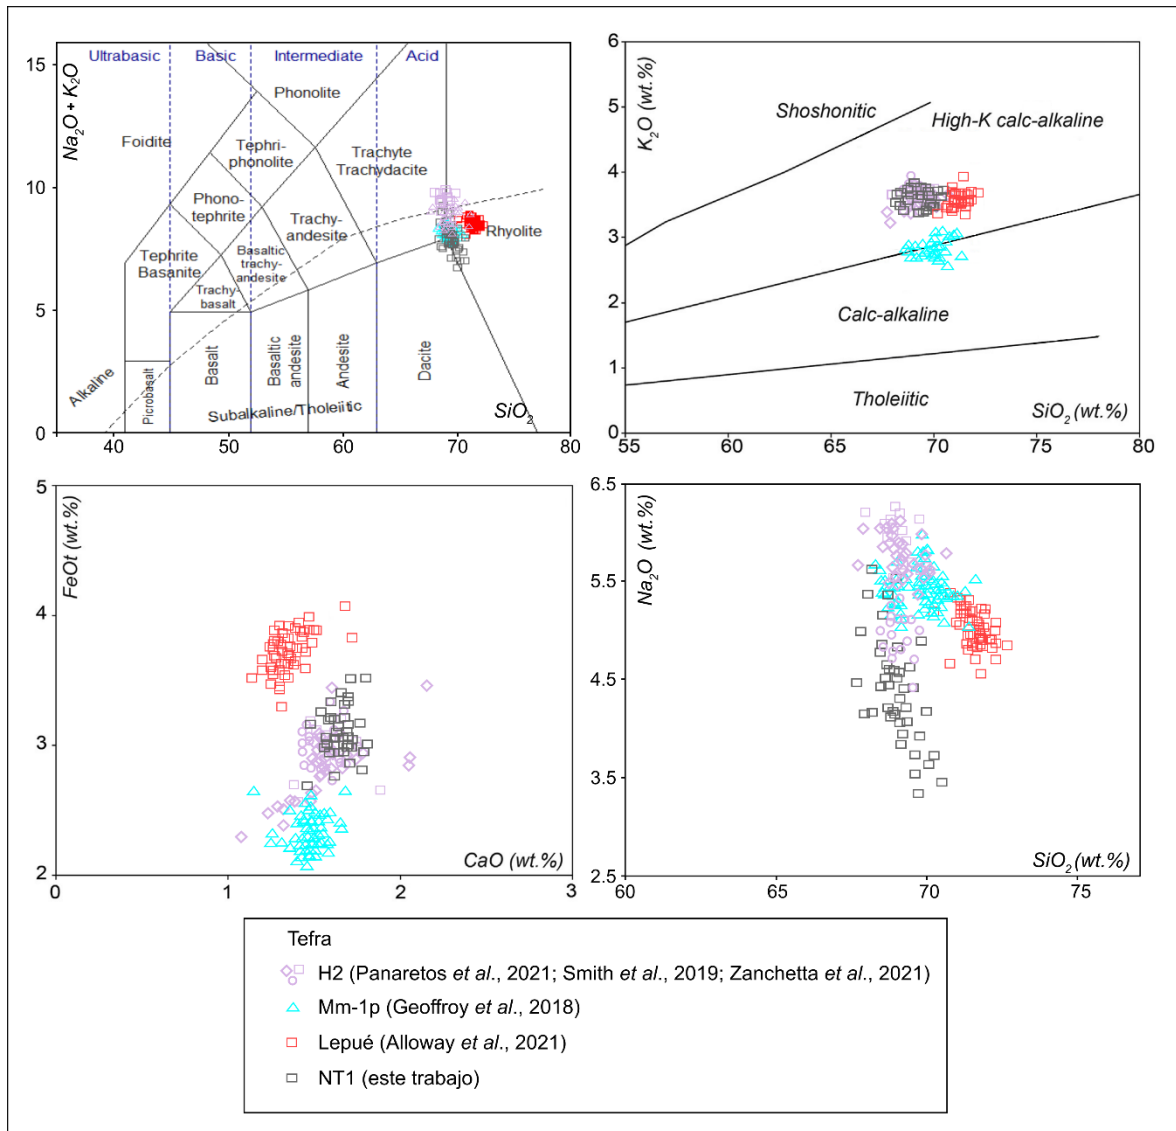 Na2O + K2O
15
10
5
0
40
50
60
70
80
SiO2
Ultrabasic
Basic
Intermediate
Acid
Phonolite
Foidite
Tephri-
phonolite
Trachyte
Trachydacite
Phono-
tephrite
Trachy-
andesite
Rhyolite
Tephrite
Basanite
Basaltic
trachy-
andesite
Trachy-
basalt
Alkaline
Picrobasalt
Basalt
Basaltic
andesite
Andesite
Dacite
Subalkaline/Tholeiitic
K2O (wt.%)
6
5
4
3
2
1
0
55
60
65
70
75
80
SiO2 (wt.%)
Shoshonitic
High-K calc-alkaline
Calc-alkaline
Tholeiitic
FeOt (wt.%)
5
4
3
2
0
1
2
3
CaO (wt.%)
Na2O (wt.%)
6.5
5.5
4.5
3.5
2.5
60
65
70
75
SiO2 (wt.%)
Tefra
H2 (Panaretos et al., 2021; Smith et al., 2019; Zanchetta et al., 2021)
Mm-1p (Geoffroy et al., 2018)
Lepué (Alloway et al., 2021)
NT1 (este trabajo)